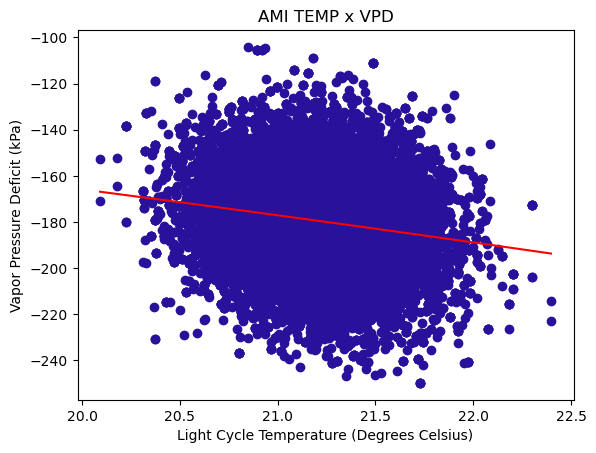 AMI TEMP x VPD
−100
−120
−140
−160
−180
−200
−220
−240
Vapor Pressure Deficit (kPa)
20.0 20.5 21.0 21.5 22.0 22.5
Light Cycle Temperature (Degrees Celsius)